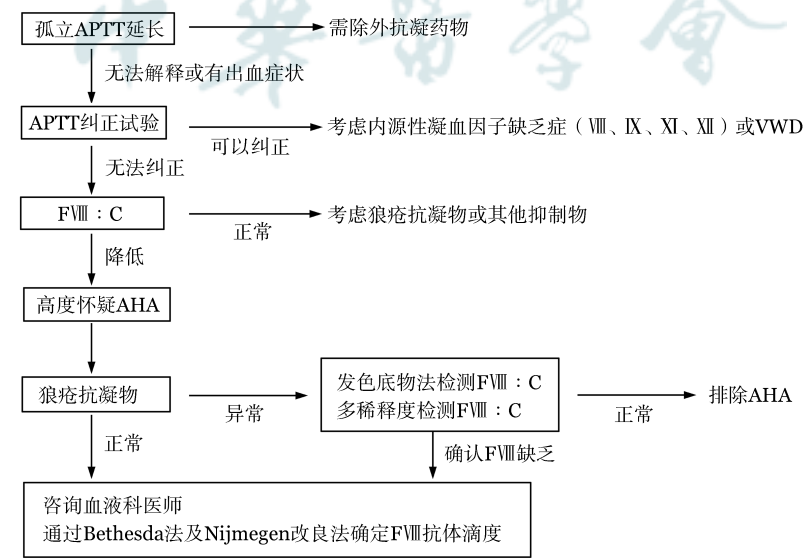 中华医学会
孤立APTT延长
需除外抗凝药物
无法解释或有出血症状
APTT纠正试验
可以纠正
考虑内源性凝血因子缺乏症（Ⅷ、Ⅸ、Ⅺ、Ⅻ）或VWD
无法纠正
FⅧ：C
正常
考虑狼疮抗凝物或其他抑制物
降低
高度怀疑AHA
狼疮抗凝物
异常
发色底物法检测FⅧ：C
多稀释度检测FⅧ：C
正常
排除AHA
正常
确认FⅧ缺乏
咨询血液科医师
通过Bethesda法及Nijmegen改良法确定FⅧ抗体滴度